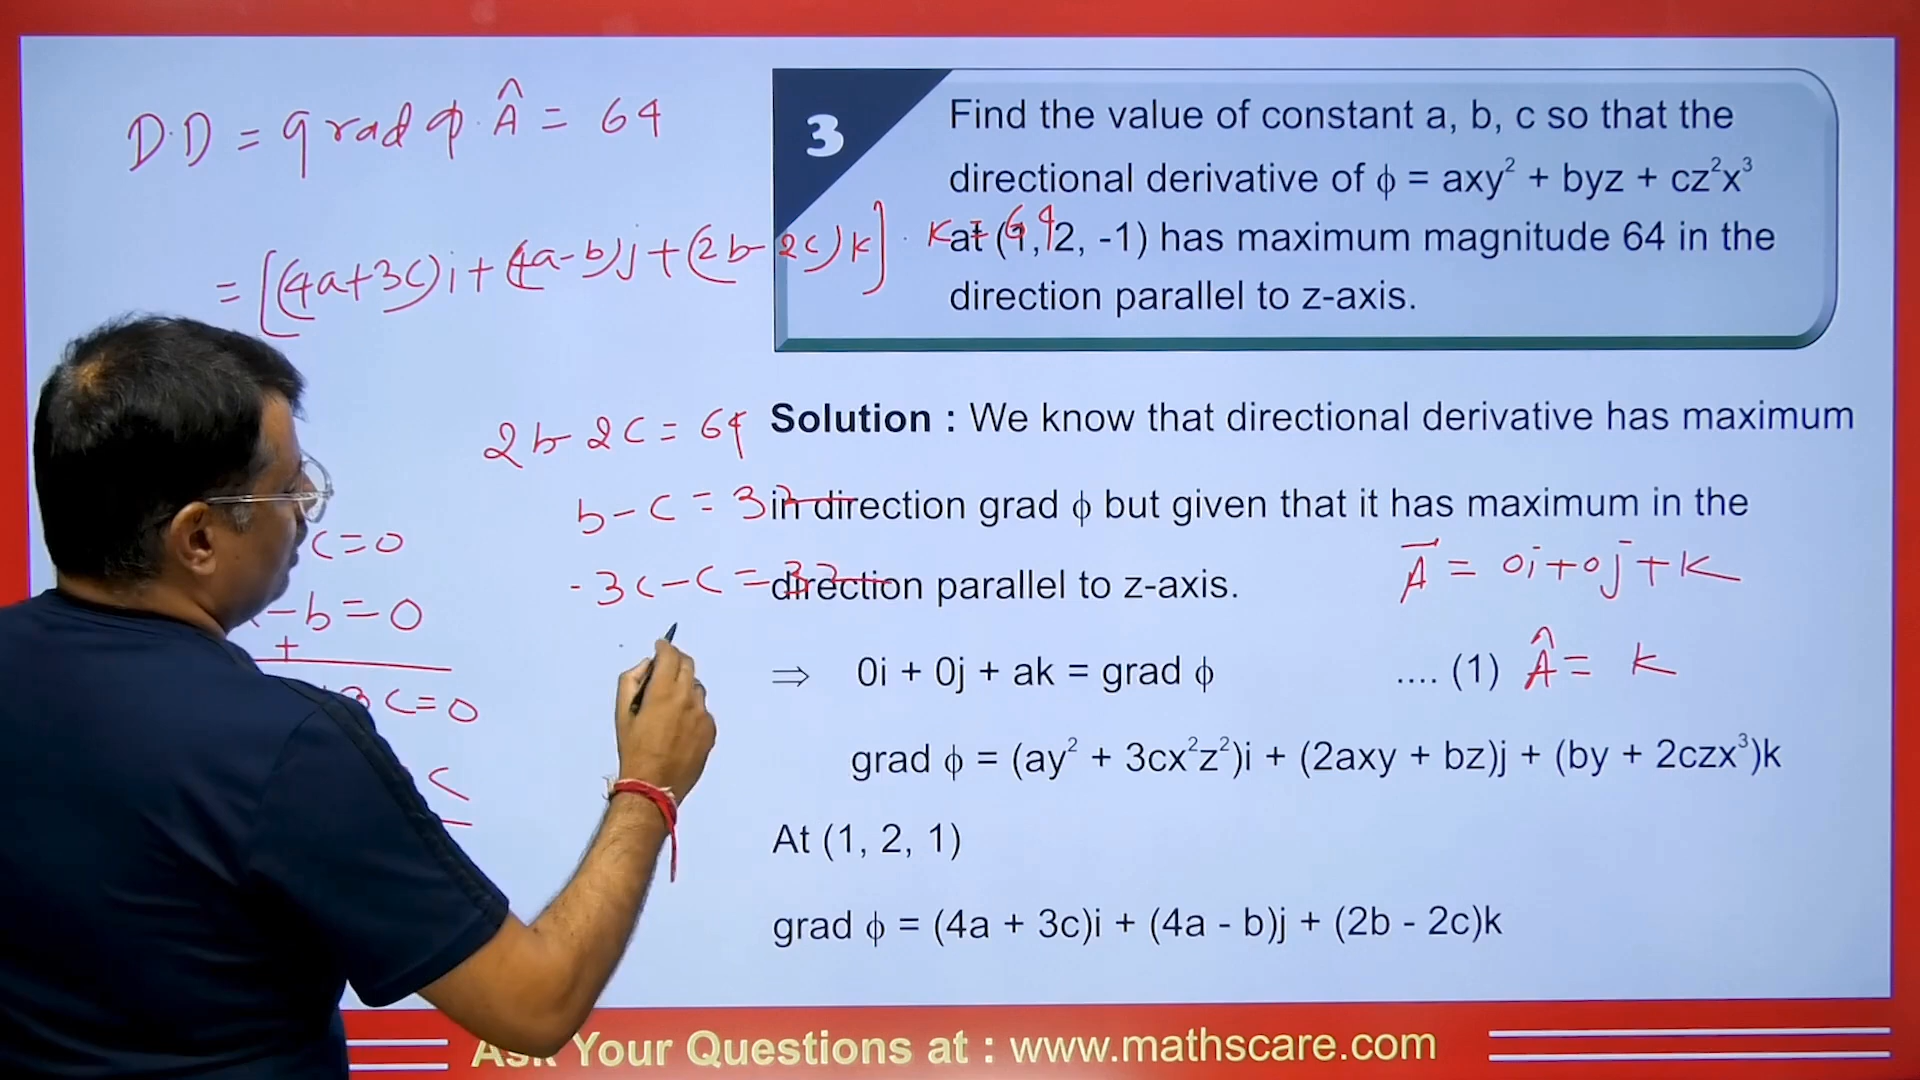 D.D = grad ϕ. Â = 64
= [(4a+3c)i + (4a-b)j + (2b-2c)k] . k = 64
2b-2c = 64
b-c = 32
-3c-c = 32
c=0
-b=0
+
3c=0
c
3
Find the value of constant a, b, c so that the
directional derivative of ϕ = axy² + byz + cz²x³
at (1, 2, -1) has maximum magnitude 64 in the
direction parallel to z-axis.
Solution : We know that directional derivative has maximum
in direction grad ϕ but given that it has maximum in the
direction parallel to z-axis.
A⃗ = 0i+0j+k
⇒ 0i + 0j + ak = grad ϕ .... (1)
Â = k
grad ϕ = (ay² + 3cx²z²)i + (2axy + bz)j + (by + 2czx³)k
At (1, 2, 1)
grad ϕ = (4a + 3c)i + (4a - b)j + (2b - 2c)k
Ask Your Questions at : www.mathscare.com